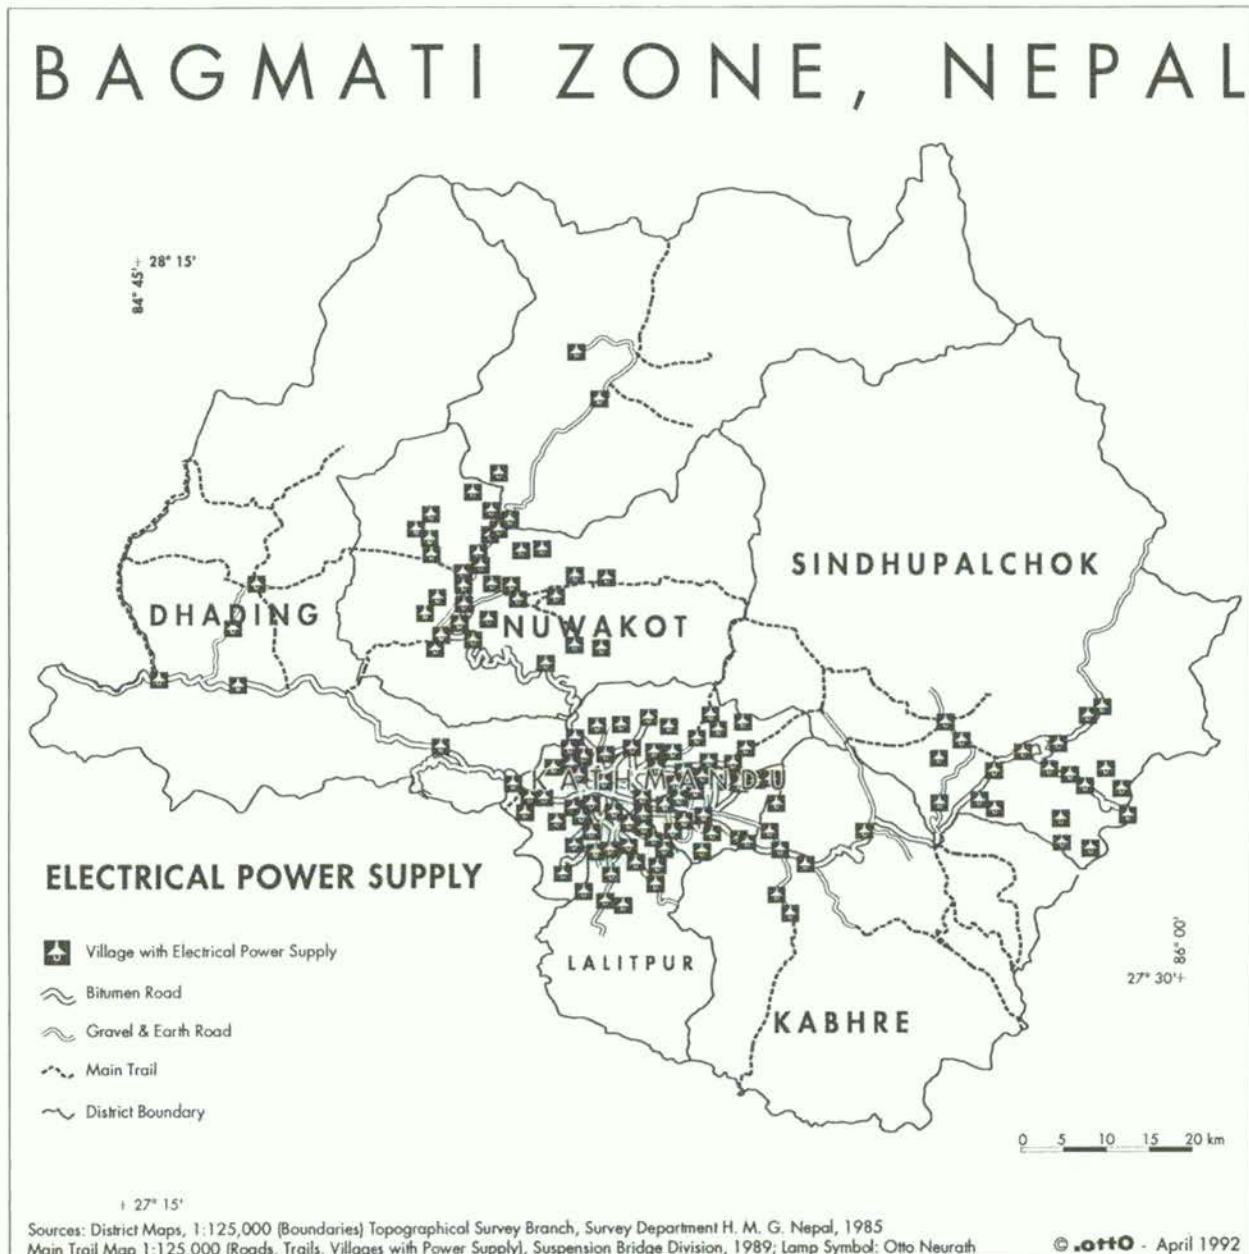 BAGMATI ZONE, NEPAL
84° 45'
28° 15'
SINDHUPALCHOK
DHADING
NUWAKOT
KATHMANDU
ELECTRICAL POWER SUPPLY
Village with Electrical Power Supply
Bitumen Road
Gravel & Earth Road
Main Trail
District Boundary
LALITPUR
KABHRE
86° 00'
27° 30'
0 5 10 15 20 km
27° 15'
Sources: District Maps, 1:125,000 (Boundaries) Topographical Survey Branch, Survey Department H. M. G. Nepal, 1985
Main Trail Map 1:125,000 (Roads, Trails, Villages with Power Supply), Suspension Bridge Division, 1989; Lamp Symbol: Otto Neurath
© .ottO - April 1992